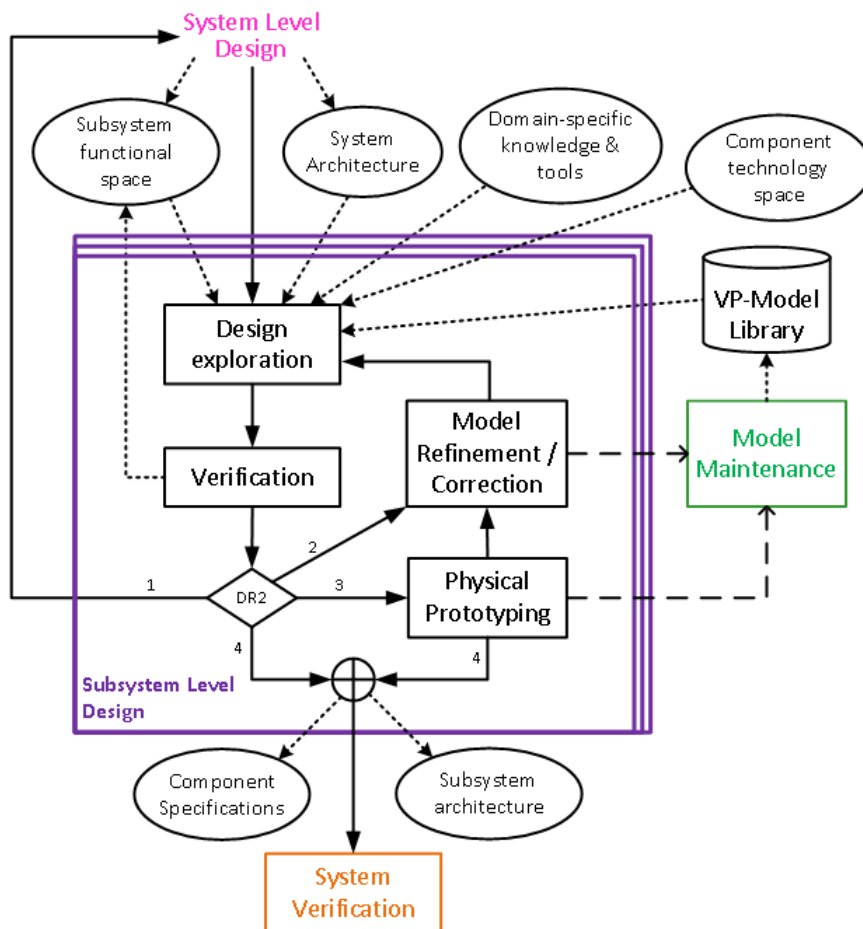 System Level
Design
Subsystem
functional
space
System
Architecture
Domain-specific
knowledge &
tools
Component
technology
space
VP-Model
Library
Design
exploration
Model
Refinement /
Correction
Model
Maintenance
Verification
2
1
DR2
3
Physical
Prototyping
4
4
Subsystem Level
Design
Component
Specifications
Subsystem
architecture
System
Verification